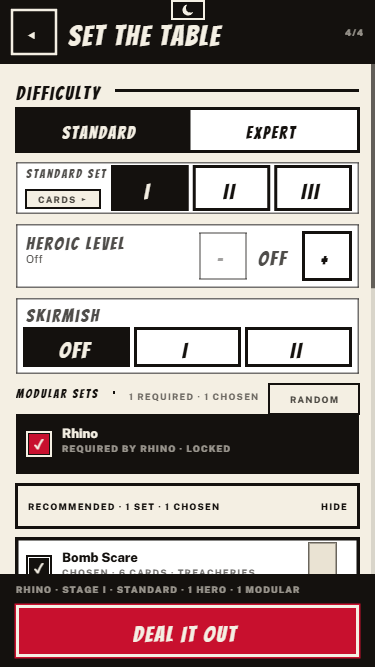 SET THE TABLE
4/4
DIFFICULTY
STANDARD
EXPERT
STANDARD SET
CARDS
I
II
III
HEROIC LEVEL
Off
-
OFF
+
SKIRMISH
OFF
I
II
MODULAR SETS · 1 REQUIRED · 1 CHOSEN
RANDOM
Rhino
REQUIRED BY RHINO · LOCKED
RECOMMENDED · 1 SET · 1 CHOSEN
HIDE
Bomb Scare
CHOSEN · 6 CARDS · TREACHERIES
RHINO · STAGE I · STANDARD · 1 HERO · 1 MODULAR
DEAL IT OUT